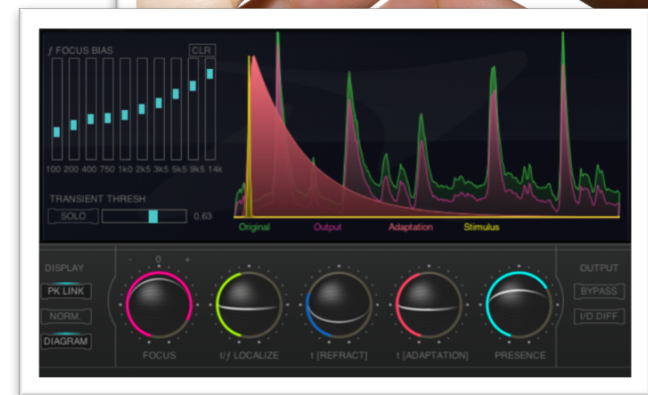 ƒ FOCUS BIAS CLR
100 200 400 750 1k0 2k5 3k5 5k5 9k5 14k
TRANSIENT THRESH
SOLO 0.63
Original Output Adaptation Stimulus
- 0 +
DISPLAY
PK LINK
NORM.
DIAGRAM
FOCUS t/ƒ LOCALIZE t [REFRACT] t [ADAPTATION] PRESENCE
OUTPUT
BYPASS
I/O DIFF